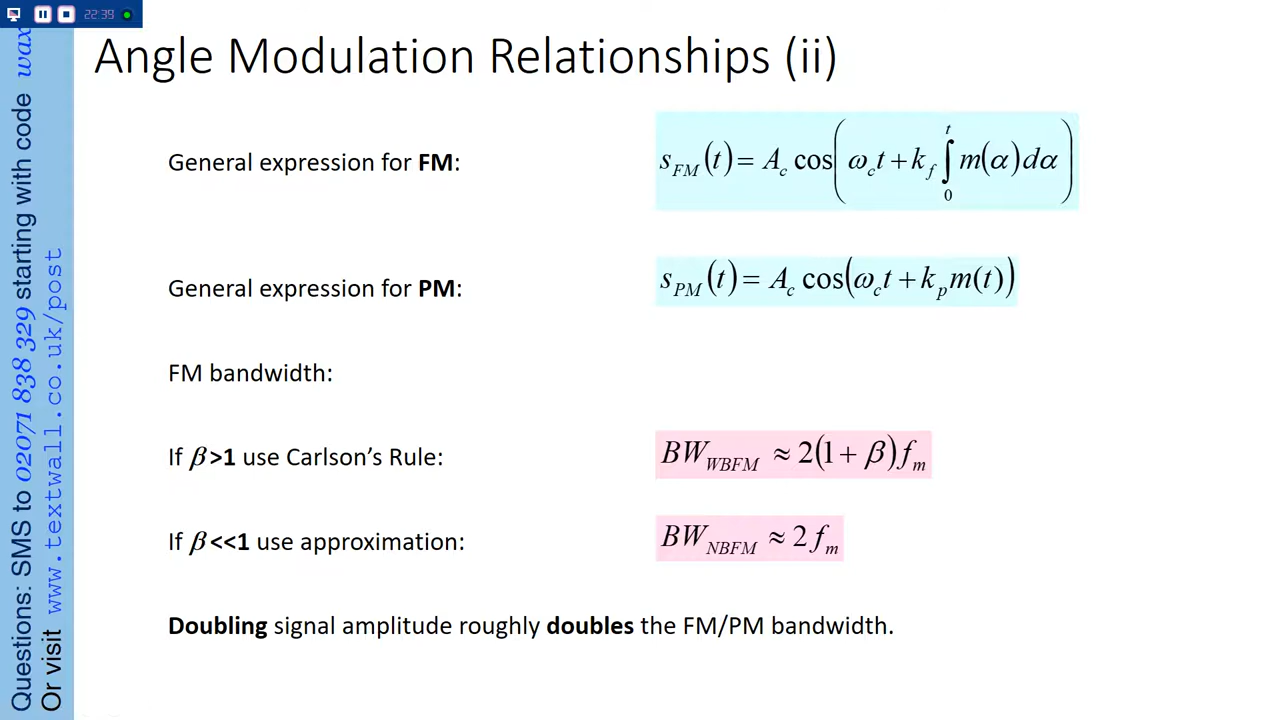 22:39
Angle Modulation Relationships (ii)
General expression for FM:
s_FM(t) = A_c cos(ω_c t + k_f ∫_0^t m(α)dα)
General expression for PM:
s_PM(t) = A_c cos(ω_c t + k_p m(t))
FM bandwidth:
If β>1 use Carlson’s Rule:
BW_WBFM ≈ 2(1 + β)f_m
If β<<1 use approximation:
BW_NBFM ≈ 2 f_m
Doubling signal amplitude roughly doubles the FM/PM bandwidth.
Questions: SMS to 02071 838 329 starting with code wax
Or visit www.textwall.co.uk/post